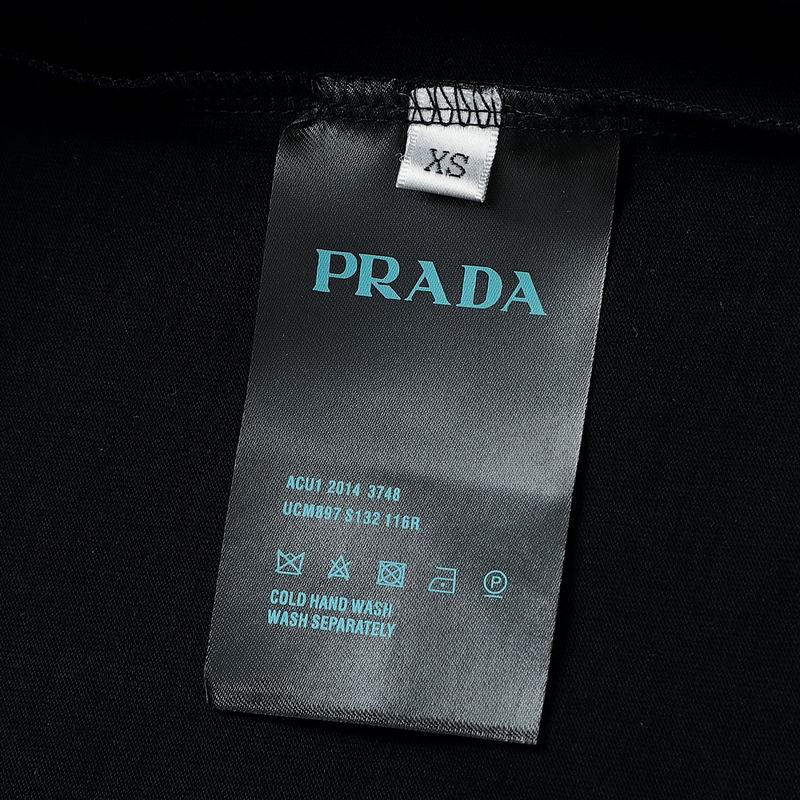 XS
PRADA
ACU1 2014 3748
UCM897 S132 116R
P
COLD HAND WASH
WASH SEPARATELY